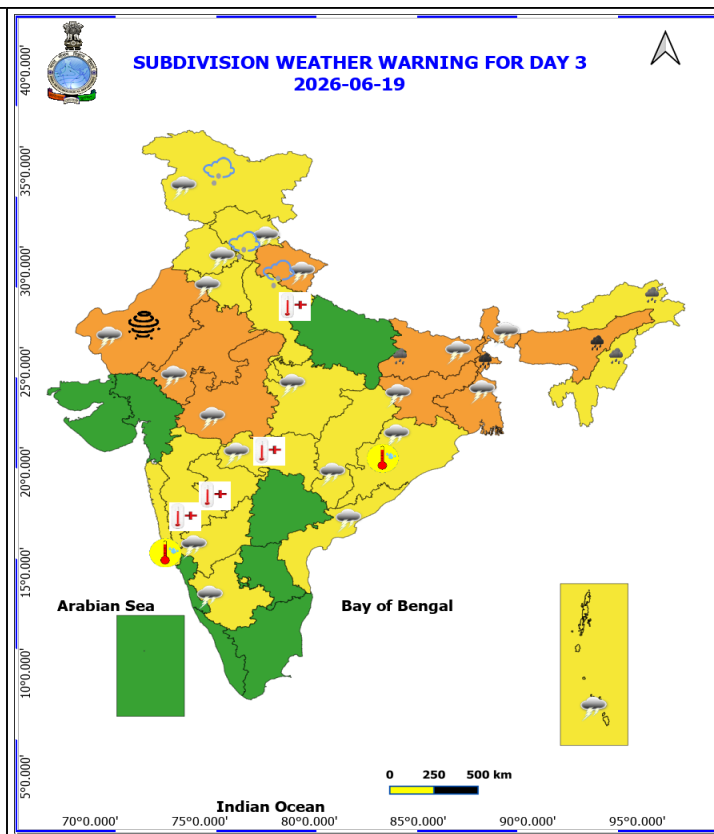 SUBDIVISION WEATHER WARNING FOR DAY 3
2026-06-19
40°0.000'
35°0.000'
30°0.000'
25°0.000'
20°0.000'
15°0.000'
10°0.000'
5°0.000'
Arabian Sea
Bay of Bengal
0 250 500 km
Indian Ocean
70°0.000' 75°0.000' 80°0.000' 85°0.000' 90°0.000' 95°0.000'